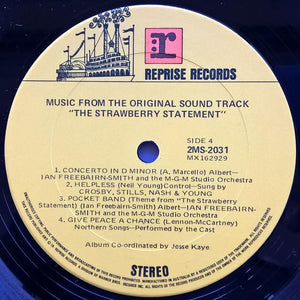 r:
REPRISE RECORDS
MUSIC FROM THE ORIGINAL SOUND TRACK
"THE STRAWBERRY STATEMENT"
SIDE 4
2MS-2031
MX162929
1. CONCERTO IN D MINOR (A, Marcello) Albert—
IAN FREEBAIRN-SMITH and the M-G-M Studio Orchestra
2. HELPLESS (Neil Young) Control—Sung by
CROSBY, STILLS, NASH & YOUNG
3. POCKET BAND (Theme from "The Strawberry
Statement) (Ian Freebairn-Smith) Albert—IAN FREEBAIRN-
SMITH and the M-G-M Studio Orchestra
4. GIVE PEACE A CHANCE (Lennon-McCartney)
Northern Songs—Performed by the Cast
Album Co-ordinated by Jesse Kaye.
STEREO